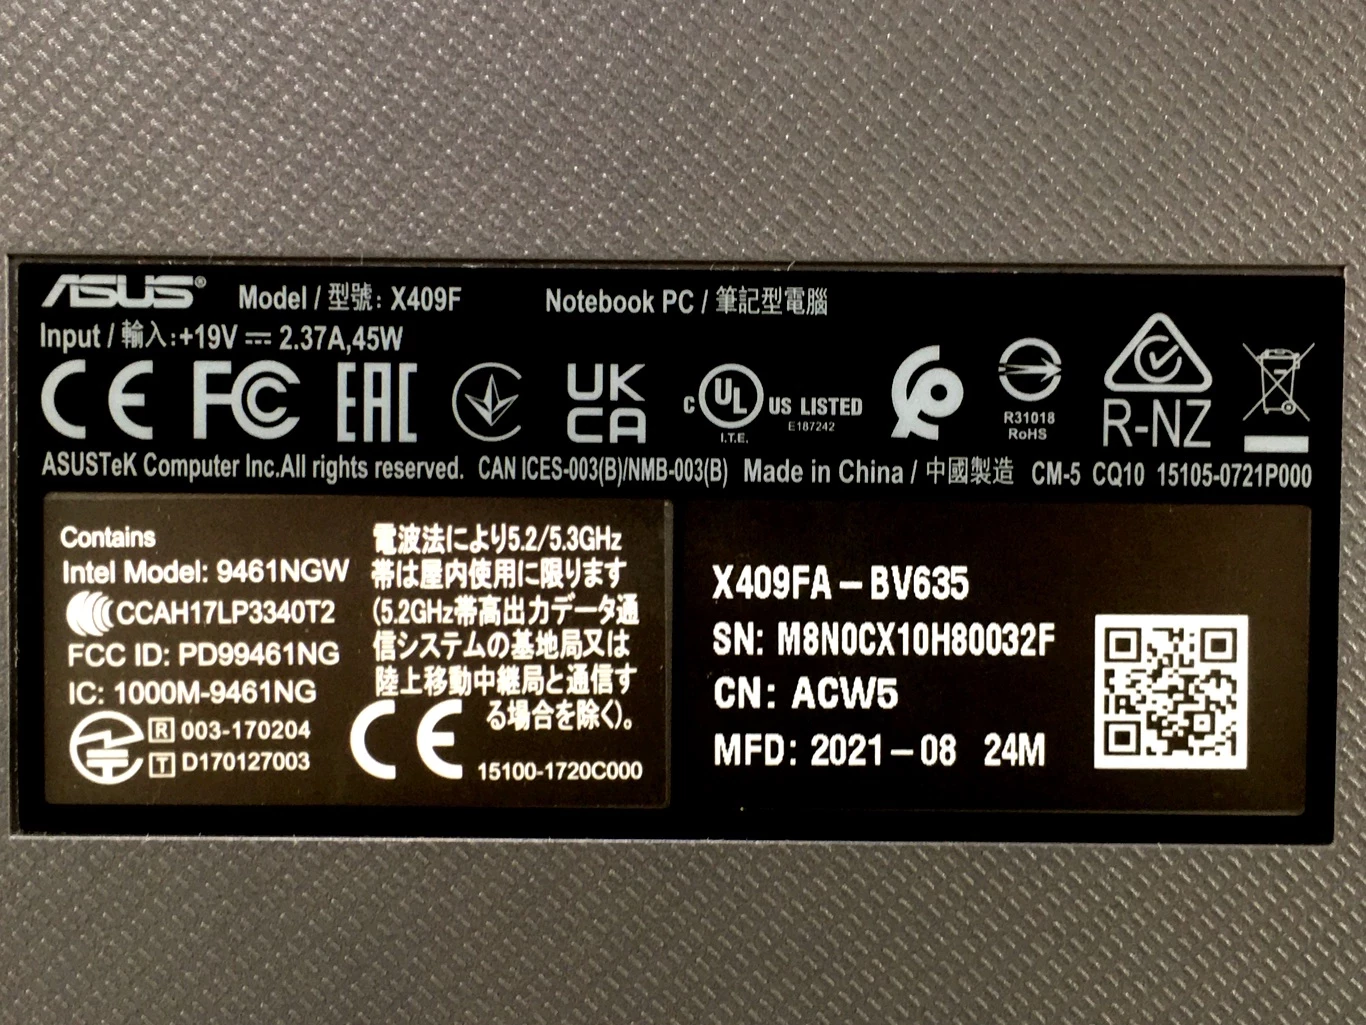 ASUS® Model / 型號: X409F Notebook PC / 筆記型電腦
Input / 輸入:+19V ⎓ 2.37A,45W
CE FC EAC UK CA C UL US LISTED I.T.E. E187242 R31018 RoHS R-NZ
ASUSTeK Computer Inc.All rights reserved. CAN ICES-003(B)/NMB-003(B) Made in China / 中國製造 CM-5 CQ10 15105-0721P000
Contains
Intel Model: 9461NGW
CCAH17LP3340T2
FCC ID: PD99461NG
IC: 1000M-9461NG
R 003-170204
T D170127003
電波法により5.2/5.3GHz
帯は屋内使用に限ります
(5.2GHz帯高出力データ通
信システムの基地局又は
陸上移動中継局と通信す
る場合を除く)。
CE 15100-1720C000
X409FA-BV635
SN: M8N0CX10H80032F
CN: ACW5
MFD: 2021-08 24M